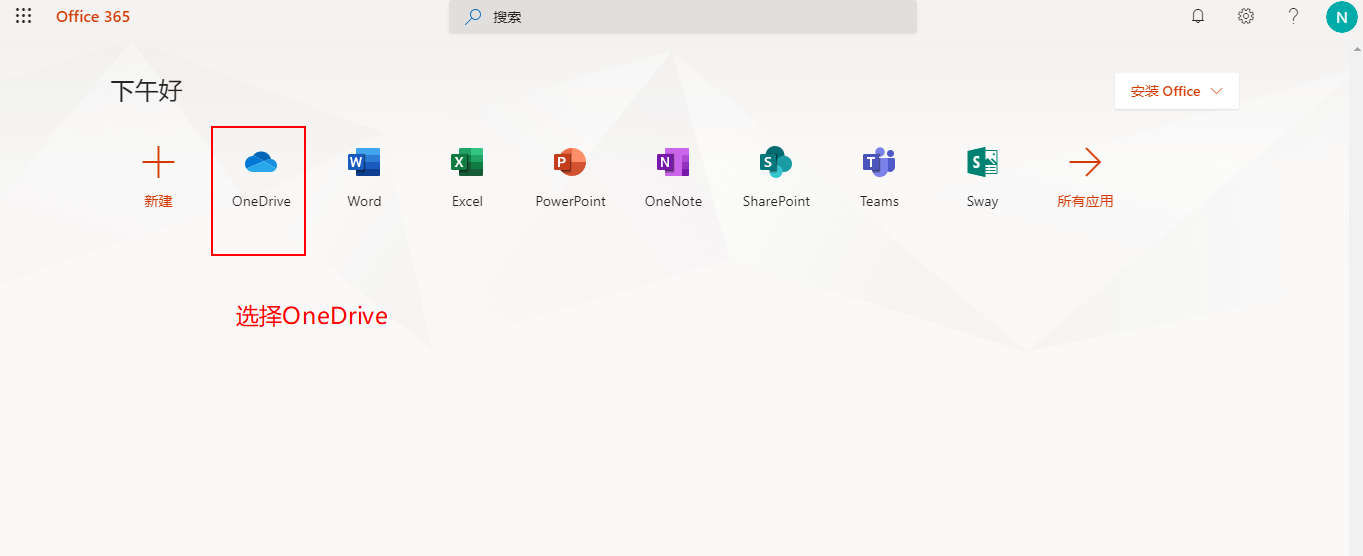 Office 365
搜索
N
下午好
安装 Office
新建
OneDrive
Word
Excel
PowerPoint
OneNote
SharePoint
Teams
Sway
所有应用
选择OneDrive